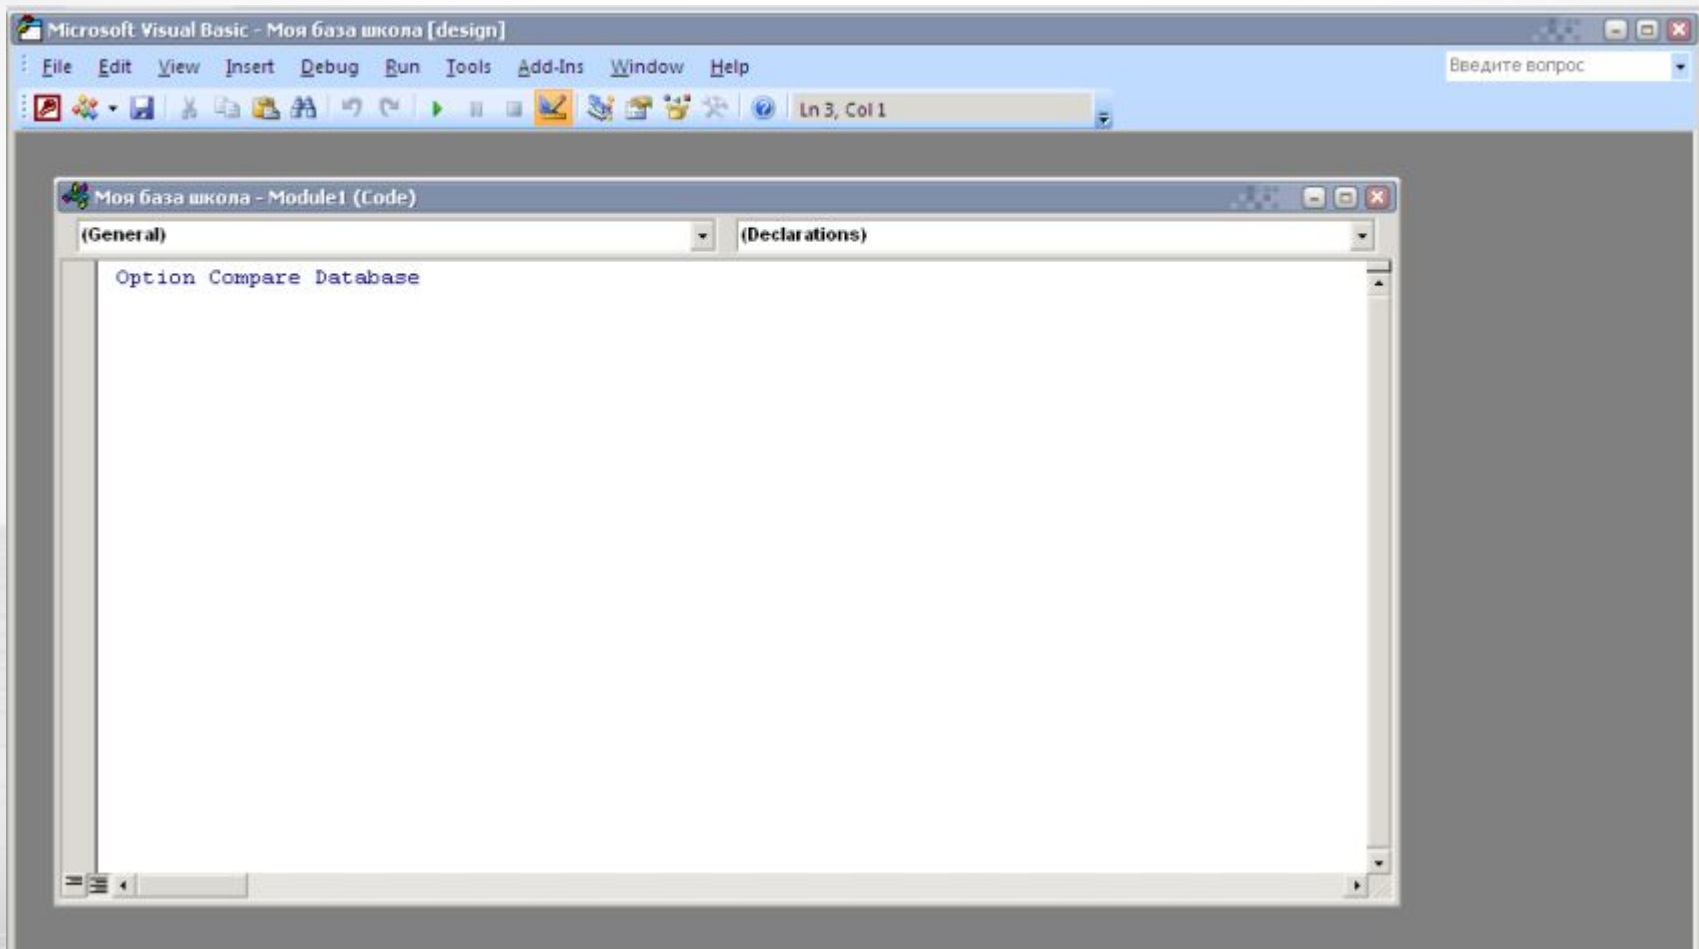 Microsoft Visual Basic - Моя база школа [design]
File Edit View Insert Debug Run Tools Add-Ins Window Help Введите вопрос
Ln 3, Col 1
Моя база школа - Module1 (Code)
(General) (Declarations)
Option Compare Database